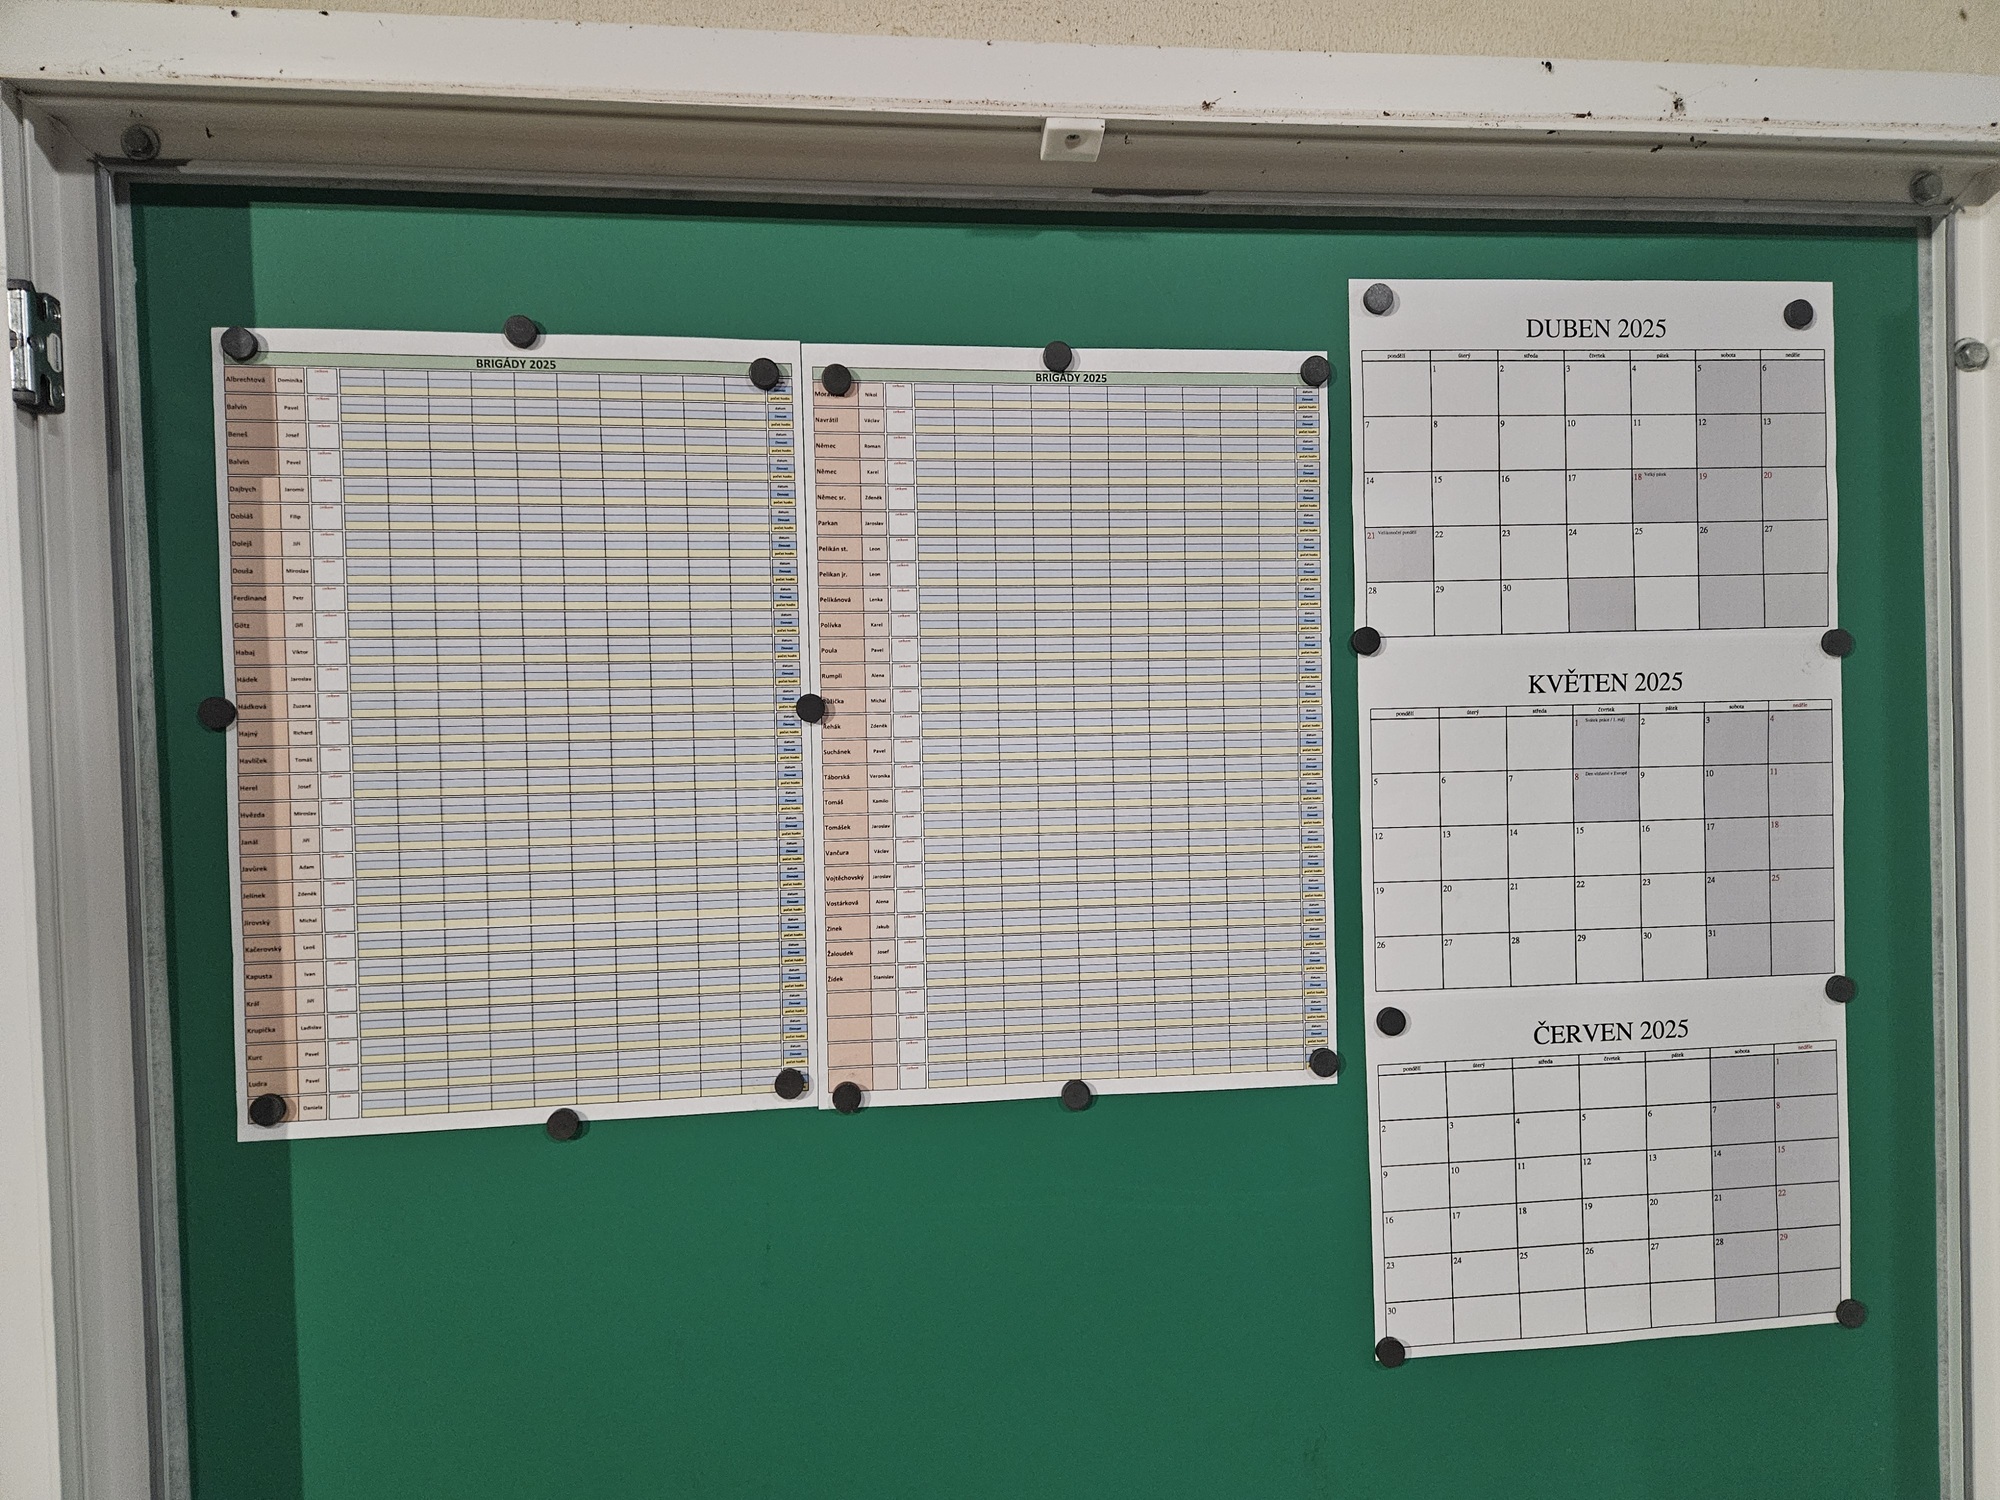 BRIGÁDY 2025
Albrechtová Dominika celkem
Balvín Pavel celkem
Beneš Josef celkem
Balvín Pavel celkem
Dajbych Jaromír celkem
Dobiáš Filip celkem
Dolejš Jiří celkem
Douša Miroslav celkem
Ferdinand Petr celkem
Götz Jiří celkem
Habaj Viktor celkem
Hádek Jaroslav celkem
Hádková Zuzana celkem
Hajný Richard celkem
Havlíček Tomáš celkem
Herel Josef celkem
Hvězda Miroslav celkem
Janál Jiří celkem
Javůrek Adam celkem
Jelínek Zdeněk celkem
Jirovský Michal celkem
Kačerovský Leoš celkem
Kapusta Ivan celkem
Král Jiří celkem
Krupička Ladislav celkem
Kurc Pavel celkem
Ludra Pavel celkem
Daniela celkem
datum
činnost
počet hodin
BRIGÁDY 2025
Nikol celkem
Navrátil Václav celkem
Němec Roman celkem
Němec Karel celkem
Němec sr. Zdeněk celkem
Parkan Jaroslav celkem
Pelikán st. Leon celkem
Pelikan jr. Leon celkem
Pelikánová Lenka celkem
Polívka Karel celkem
Poula Pavel celkem
Rumpli Alena celkem
Michal celkem
Řehák Zdeněk celkem
Suchánek Pavel celkem
Táborská Veronika celkem
Tomáš Kamilo celkem
Tomášek Jaroslav celkem
Vančura Václav celkem
Vojtěchovský Jaroslav celkem
Vostárková Alena celkem
Zinek Jakub celkem
Žaloudek Josef celkem
Židek Stanislav celkem
datum
činnost
počet hodin
DUBEN 2025
pondělí úterý středa čtvrtek pátek sobota neděle
1 2 3 4 5 6
7 8 9 10 11 12 13
14 15 16 17 18 Velký pátek 19 20
21 Velikonoční pondělí 22 23 24 25 26 27
28 29 30
KVĚTEN 2025
pondělí úterý středa čtvrtek pátek sobota neděle
1 Svátek práce / 1. máj 2 3 4
5 6 7 8 Den vítězství v Evropě 9 10 11
12 13 14 15 16 17 18
19 20 21 22 23 24 25
26 27 28 29 30 31
ČERVEN 2025
pondělí úterý středa čtvrtek pátek sobota neděle
1
2 3 4 5 6 7 8
9 10 11 12 13 14 15
16 17 18 19 20 21 22
23 24 25 26 27 28 29
30